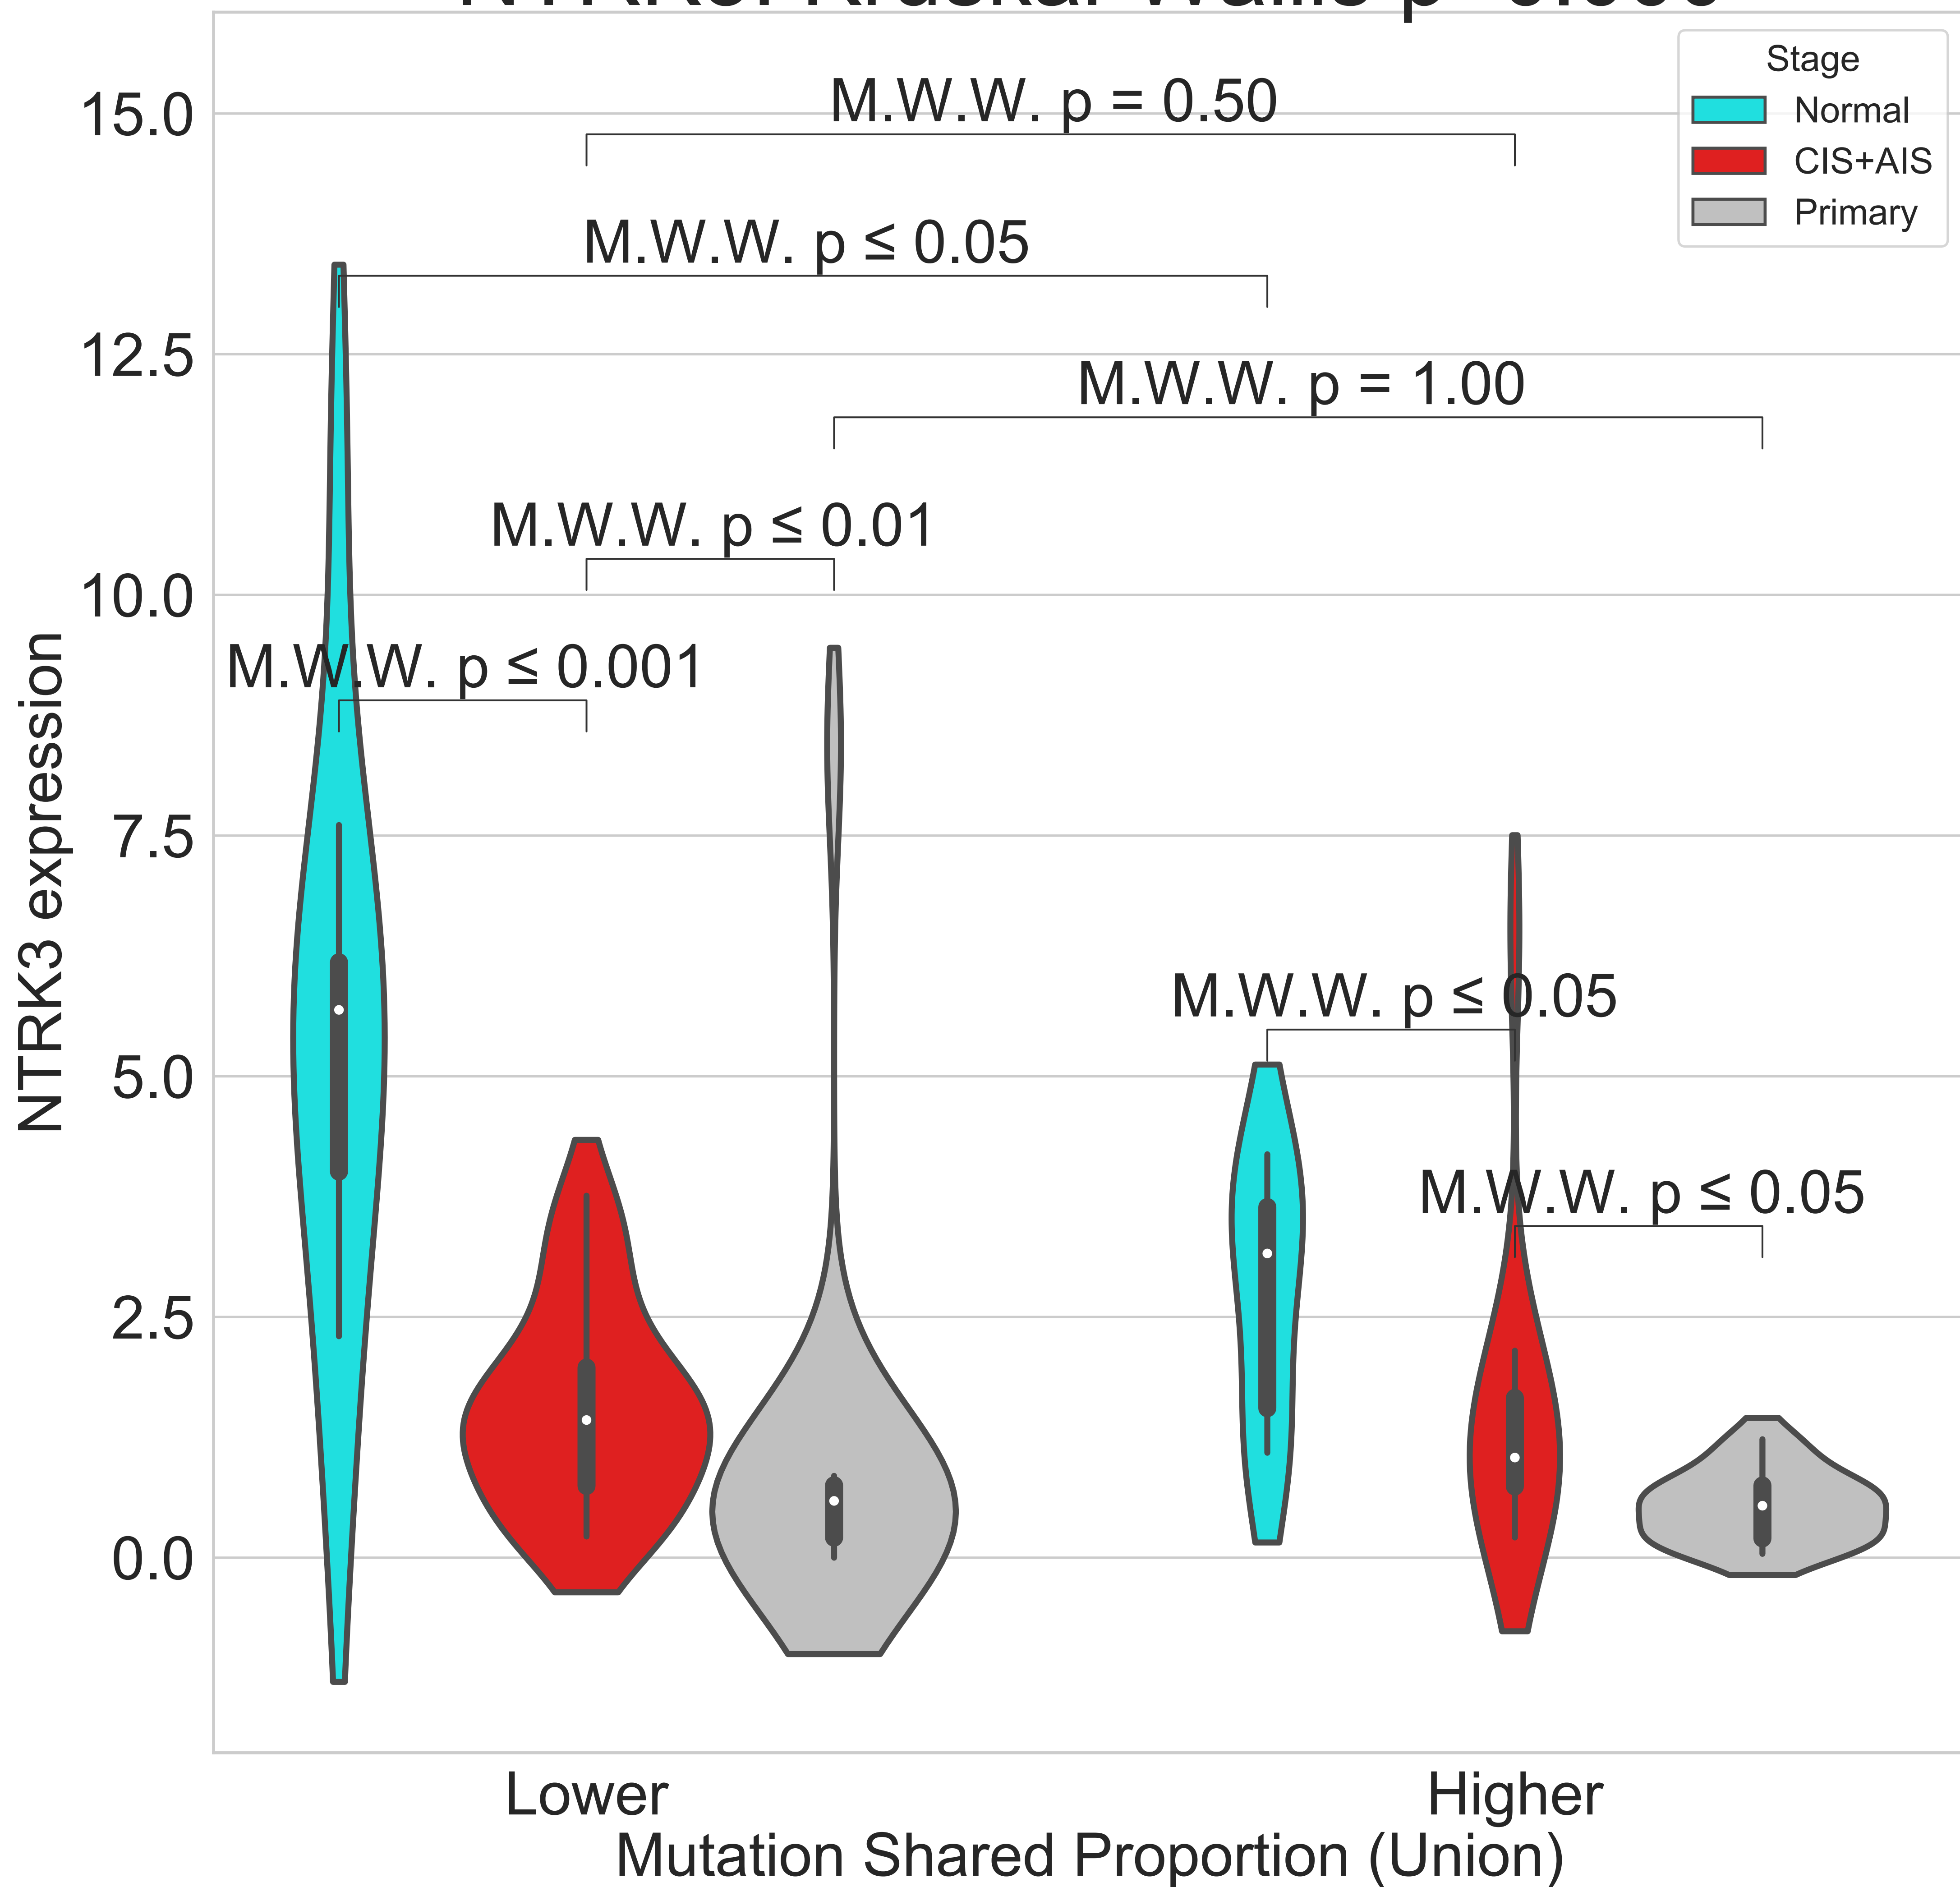 Stage
Normal
CIS+AIS
Primary
M.W.W. p = 0.50
M.W.W. p ≤ 0.05
M.W.W. p = 1.00
M.W.W. p ≤ 0.01
M.W.W. p ≤ 0.001
M.W.W. p ≤ 0.05
M.W.W. p ≤ 0.05
15.0
12.5
10.0
7.5
5.0
2.5
0.0
NTRK3 expression
Lower
Higher
Mutation Shared Proportion (Union)